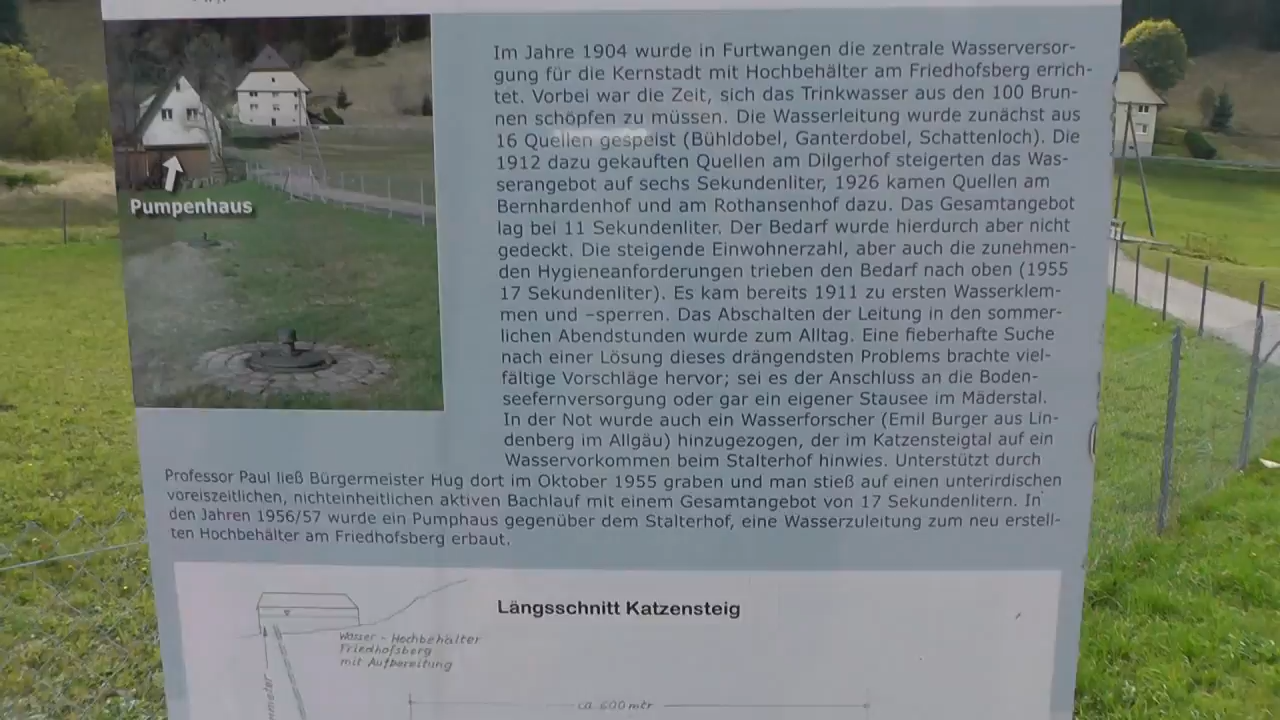 Im Jahre 1904 wurde in Furtwangen die zentrale Wasserversor-
gung für die Kernstadt mit Hochbehälter am Friedhofsberg errich-
tet. Vorbei war die Zeit, sich das Trinkwasser aus den 100 Brun-
nen schöpfen zu müssen. Die Wasserleitung wurde zunächst aus
16 Quellen gespeist (Bühldobel, Ganterdobel, Schattenloch). Die
1912 dazu gekauften Quellen am Dilgerhof steigerten das Was-
serangebot auf sechs Sekundenliter, 1926 kamen Quellen am
Bernhardenhof und am Rothansenhof dazu. Das Gesamtangebot
lag bei 11 Sekundenliter. Der Bedarf wurde hierdurch aber nicht
gedeckt. Die steigende Einwohnerzahl, aber auch die zunehmen-
den Hygieneanforderungen trieben den Bedarf nach oben (1955
17 Sekundenliter). Es kam bereits 1911 zu ersten Wasserklem-
men und –sperren. Das Abschalten der Leitung in den sommer-
lichen Abendstunden wurde zum Alltag. Eine fieberhafte Suche
nach einer Lösung dieses drängendsten Problems brachte viel-
fältige Vorschläge hervor; sei es der Anschluss an die Boden-
seefernversorgung oder gar ein eigener Stausee im Mäderstal.
In der Not wurde auch ein Wasserforscher (Emil Burger aus Lin-
denberg im Allgäu) hinzugezogen, der im Katzensteigtal auf ein
Wasservorkommen beim Stalterhof hinwies. Unterstützt durch
Professor Paul ließ Bürgermeister Hug dort im Oktober 1955 graben und man stieß auf einen unterirdischen
voreiszeitlichen, nichteinheitlichen aktiven Bachlauf mit einem Gesamtangebot von 17 Sekundenlitern. In
den Jahren 1956/57 wurde ein Pumphaus gegenüber dem Stalterhof, eine Wasserzuleitung zum neu erstell-
ten Hochbehälter am Friedhofsberg erbaut.
Pumpenhaus
Längsschnitt Katzensteig
Wasser - Hochbehälter
Friedhofsberg
mit Aufbereitung
ca 600 mtr